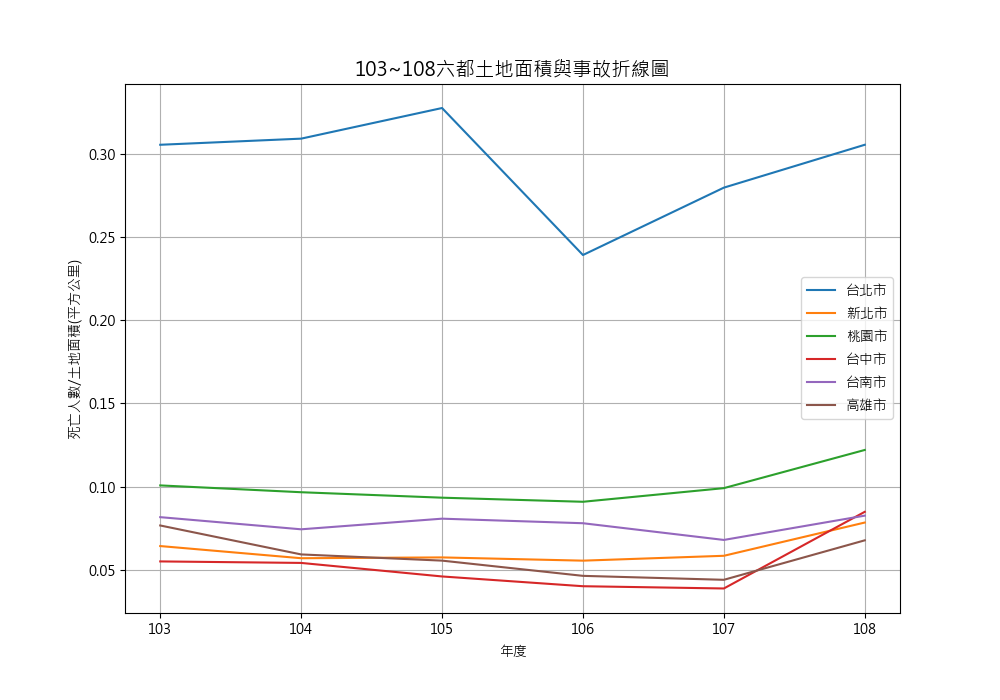 103~108六都土地面積與事故折線圖
死亡人數/土地面積(平方公里)
0.30
0.25
0.20
0.15
0.10
0.05
台北市
新北市
桃園市
台中市
台南市
高雄市
103 104 105 106 107 108
年度